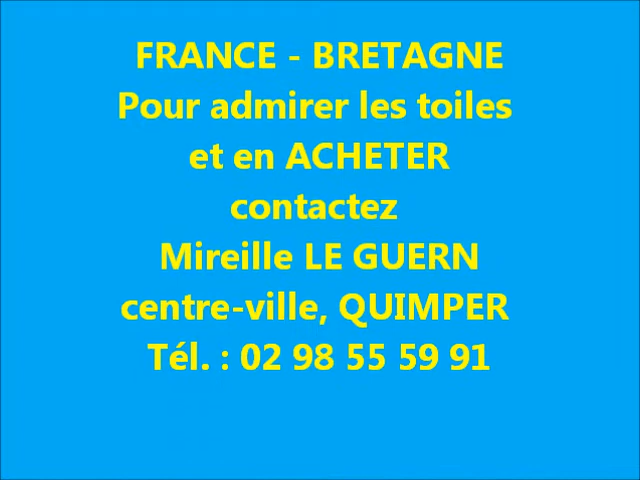 FRANCE - BRETAGNE
Pour admirer les toiles
et en ACHETER
contactez
Mireille LE GUERN
centre-ville, QUIMPER
Tél. : 02 98 55 59 91